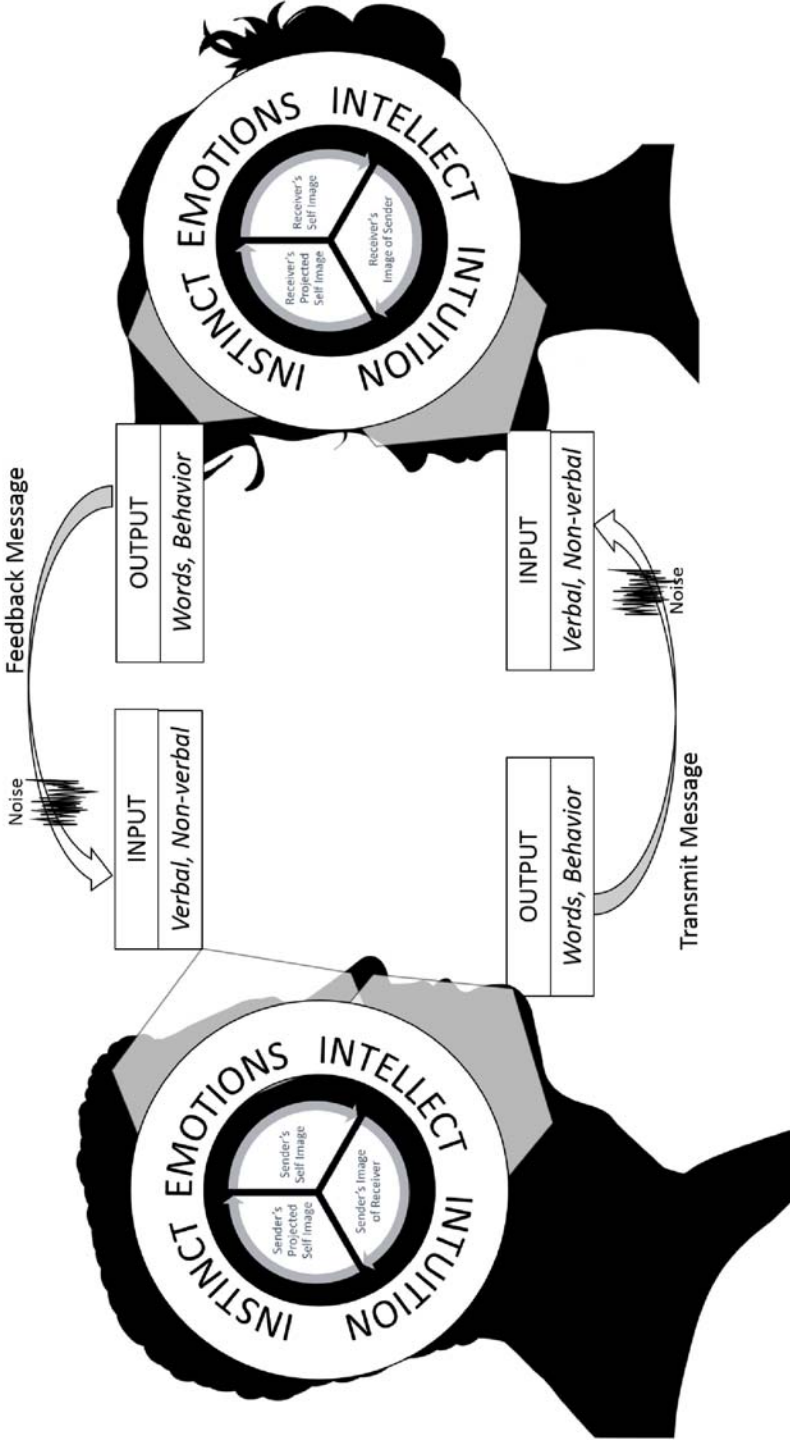 Feedback Message
Noise
INPUT
Verbal, Non-verbal
OUTPUT
Words, Behavior
INSTINCT
EMOTIONS
INTELLECT
INTUITION
Sender's
Projected
Self Image
Sender's
Self Image
Sender's Image
of Receiver
INSTINCT
EMOTIONS
INTELLECT
INTUITION
Receiver's
Projected
Self Image
Receiver's
Self Image
Receiver's
Image of Sender
OUTPUT
Words, Behavior
INPUT
Verbal, Non-verbal
Noise
Transmit Message